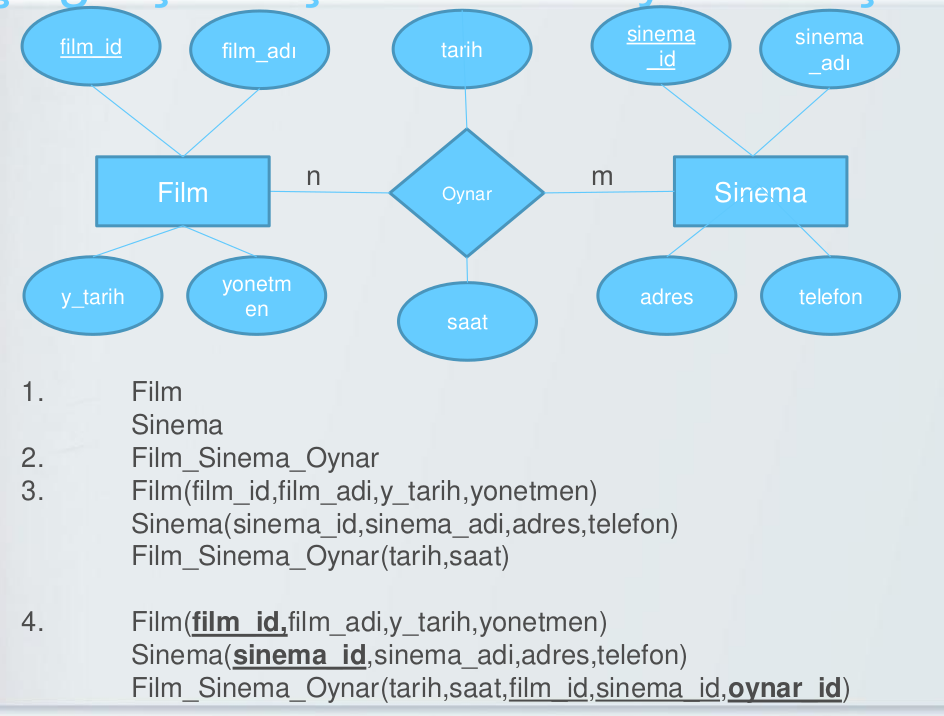 film_id
film_adı
tarih
sinema
_id
sinema
_adı
Film
n
Oynar
m
Sinema
y_tarih
yonetm
en
saat
adres
telefon
1. Film
Sinema
2. Film_Sinema_Oynar
3. Film(film_id,film_adi,y_tarih,yonetmen)
Sinema(sinema_id,sinema_adi,adres,telefon)
Film_Sinema_Oynar(tarih,saat)
4. Film(film_id,film_adi,y_tarih,yonetmen)
Sinema(sinema_id,sinema_adi,adres,telefon)
Film_Sinema_Oynar(tarih,saat,film_id,sinema_id,oynar_id)